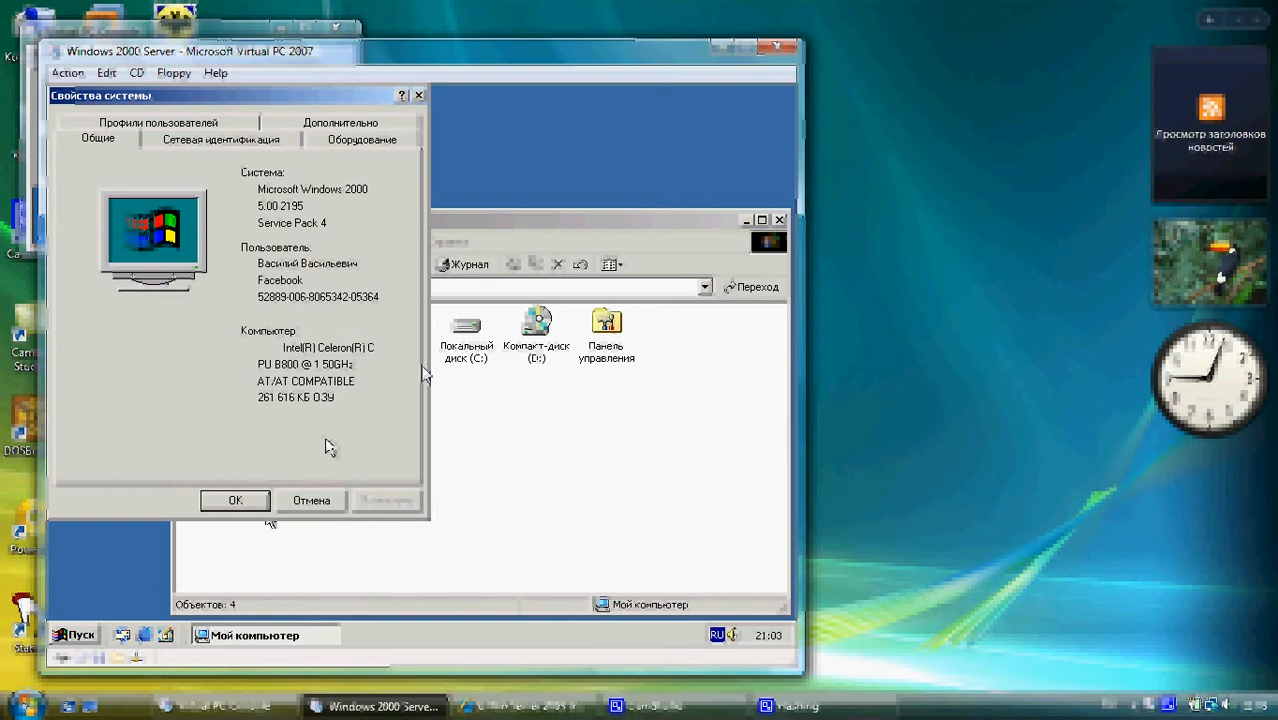 Windows 2000 Server - Microsoft Virtual PC 2007
Action Edit CD Floppy Help
Свойства системы
Профили пользователей Дополнительно
Общие Сетевая идентификация Оборудование
Система:
Microsoft Windows 2000
5.00.2195
Service Pack 4
Пользователь:
Василий Васильевич
Facebook
52889-006-8065342-05364
Компьютер:
Intel(R) Celeron(R) C
PU B800 @ 1.50GHz
AT/AT COMPATIBLE
261 616 КБ ОЗУ
OK Отмена
Журнал
Переход
Локальный диск (C:)
Компакт-диск (D:)
Панель управления
Объектов: 4
Мой компьютер
Пуск
Мой компьютер
RU
21:03
Просмотр заголовков
новостей
Windows 2000 Serve...